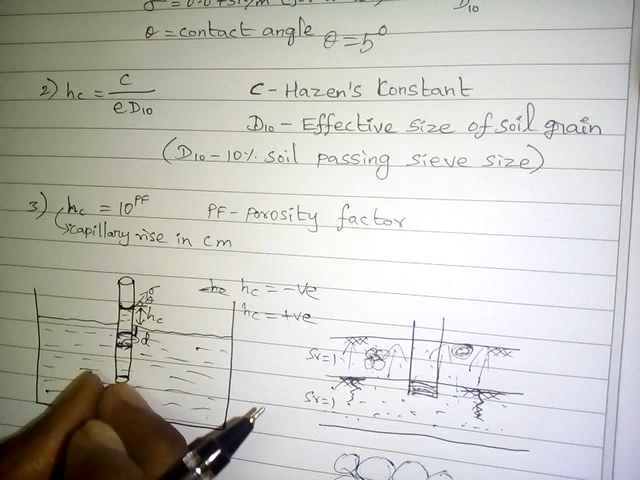 D10
θ = contact angle θ = 5°
2) hc = C / eD10 C - Hazen's Constant
D10 - Effective size of soil grain
(D10 - 10% soil passing sieve size)
3) hc = 10^PF PF - porosity factor
capillary rise in cm
hc = -ve
hc = +ve
σ
θ
hc
d
Sr=1
Sr=1